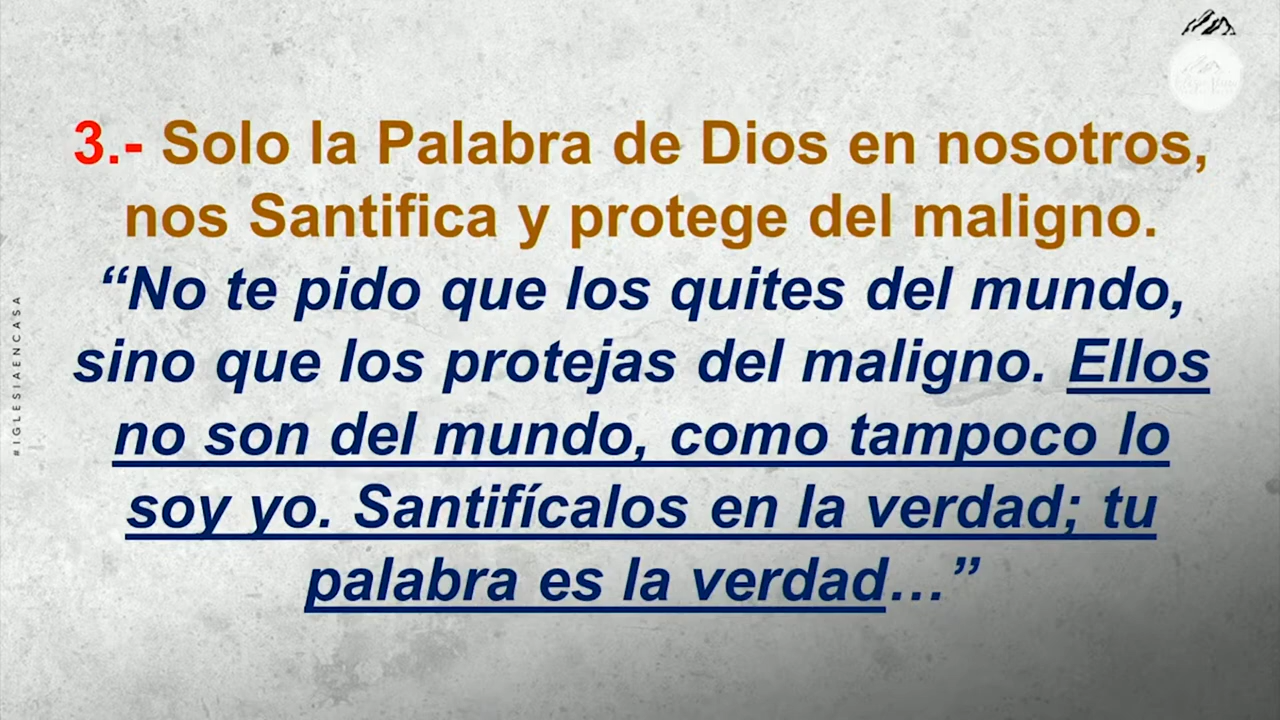 3.- Solo la Palabra de Dios en nosotros,
nos Santifica y protege del maligno.
“No te pido que los quites del mundo,
sino que los protejas del maligno. Ellos
no son del mundo, como tampoco lo
soy yo. Santifícalos en la verdad; tu
palabra es la verdad…”
#IGLESIAENCASA